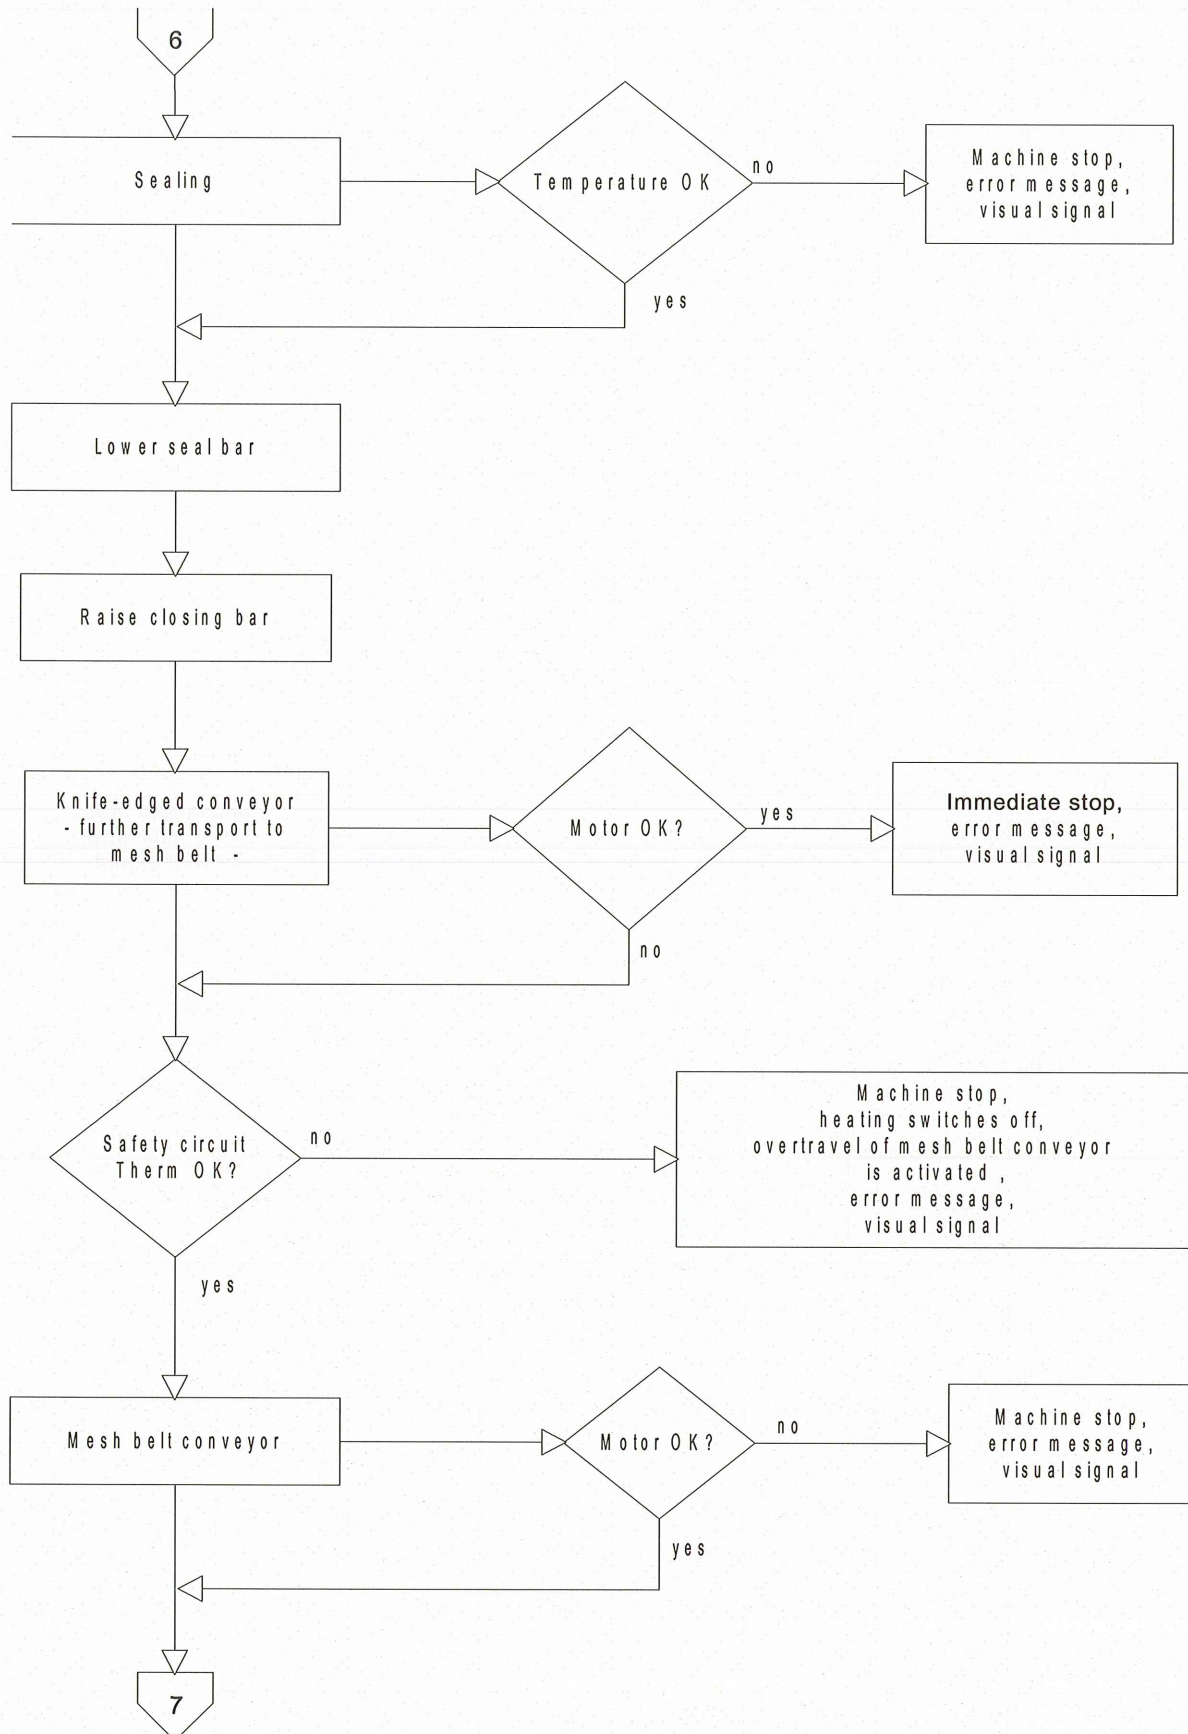 6
Sealing
Temperature OK
no
Machine stop,
error message,
visual signal
yes
Lower seal bar
Raise closing bar
Knife-edged conveyor
- further transport to
mesh belt -
Motor OK?
yes
Immediate stop,
error message,
visual signal
no
Safety circuit
Therm OK?
no
Machine stop,
heating switches off,
overtravel of mesh belt conveyor
is activated ,
error message,
visual signal
yes
Mesh belt conveyor
Motor OK?
no
Machine stop,
error message,
visual signal
yes
7